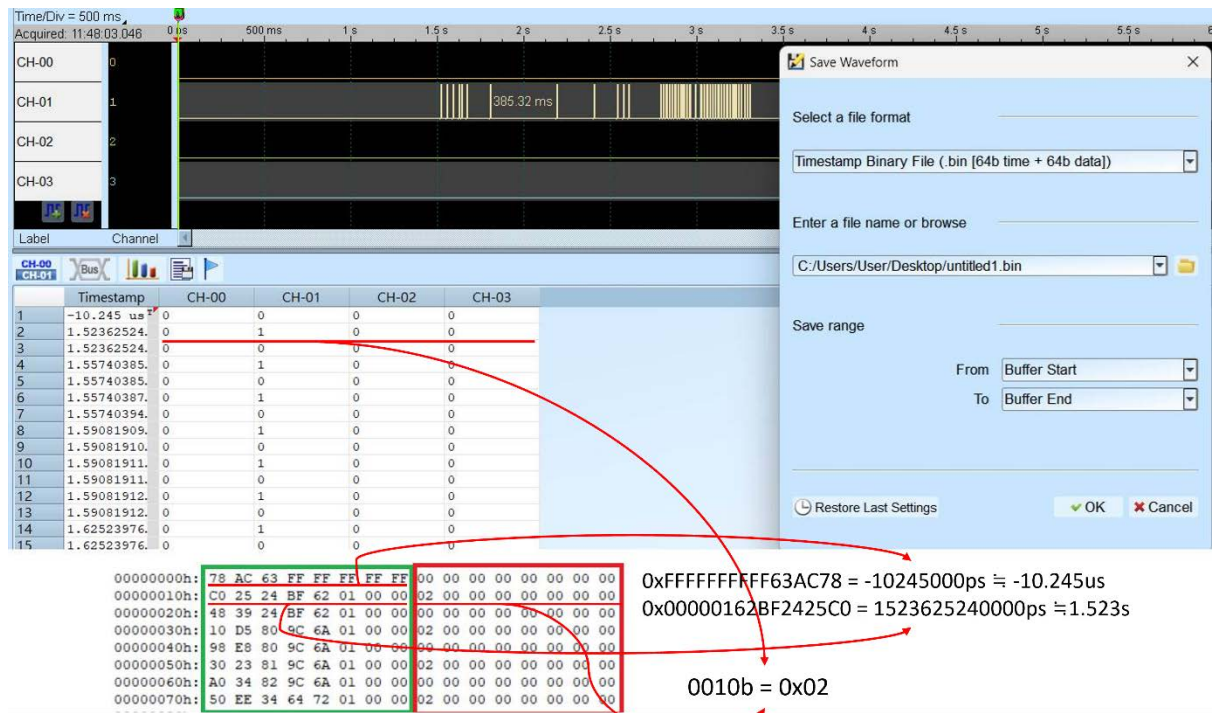 Time/Div = 500 ms
Acquired: 11:48:03.046 0 ps 500 ms 1 s 1.5 s 2 s 2.5 s 3 s 3.5 s 4 s 4.5 s 5 s 5.5 s
CH-00 0
CH-01 1 385.32 ms
CH-02 2
CH-03 3
Label Channel
CH-00
CH-01 Bus
Timestamp CH-00 CH-01 CH-02 CH-03
1 -10.245 us 0 0 0 0
2 1.52362524. 0 1 0 0
3 1.52362524. 0 0 0 0
4 1.55740385. 0 1 0 0
5 1.55740385. 0 0 0 0
6 1.55740387. 0 1 0 0
7 1.55740394. 0 0 0 0
8 1.59081909. 0 1 0 0
9 1.59081910. 0 0 0 0
10 1.59081911. 0 1 0 0
11 1.59081911. 0 0 0 0
12 1.59081912. 0 1 0 0
13 1.59081912. 0 0 0 0
14 1.62523976. 0 1 0 0
15 1.62523976. 0 0 0 0
Save Waveform
Select a file format
Timestamp Binary File (.bin [64b time + 64b data])
Enter a file name or browse
C:/Users/User/Desktop/untitled1.bin
Save range
From Buffer Start
To Buffer End
Restore Last Settings OK Cancel
00000000h: 78 AC 63 FF FF FF FF FF 00 00 00 00 00 00 00 00
00000010h: C0 25 24 BF 62 01 00 00 02 00 00 00 00 00 00 00
00000020h: 48 39 24 BF 62 01 00 00 00 00 00 00 00 00 00 00
00000030h: 10 D5 80 9C 6A 01 00 00 02 00 00 00 00 00 00 00
00000040h: 98 E8 80 9C 6A 01 00 00 00 00 00 00 00 00 00 00
00000050h: 30 23 81 9C 6A 01 00 00 02 00 00 00 00 00 00 00
00000060h: A0 34 82 9C 6A 01 00 00 00 00 00 00 00 00 00 00
00000070h: 50 EE 34 64 72 01 00 00 02 00 00 00 00 00 00 00
0xFFFFFFFFFF63AC78 = -10245000ps ≒ -10.245us
0x00000162BF2425C0 = 1523625240000ps ≒1.523s
0010b = 0x02